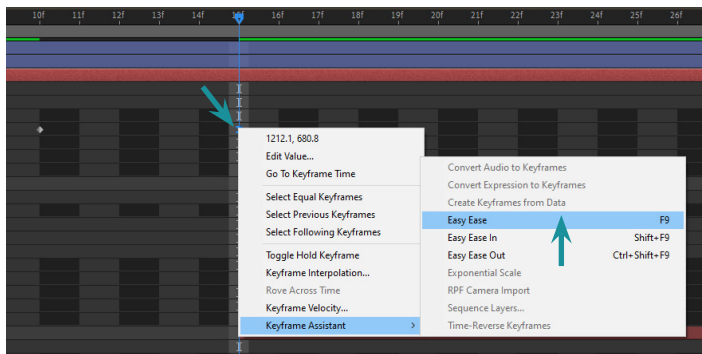 10f 11f 12f 13f 14f 15f 16f 17f 18f 19f 20f 21f 22f 23f 24f 25f 26f
1212.1, 680.8
Edit Value...
Go To Keyframe Time
Select Equal Keyframes
Select Previous Keyframes
Select Following Keyframes
Toggle Hold Keyframe
Keyframe Interpolation...
Rove Across Time
Keyframe Velocity...
Keyframe Assistant >
Convert Audio to Keyframes
Convert Expression to Keyframes
Create Keyframes from Data
Easy Ease F9
Easy Ease In Shift+F9
Easy Ease Out Ctrl+Shift+F9
Exponential Scale
RPF Camera Import
Sequence Layers...
Time-Reverse Keyframes